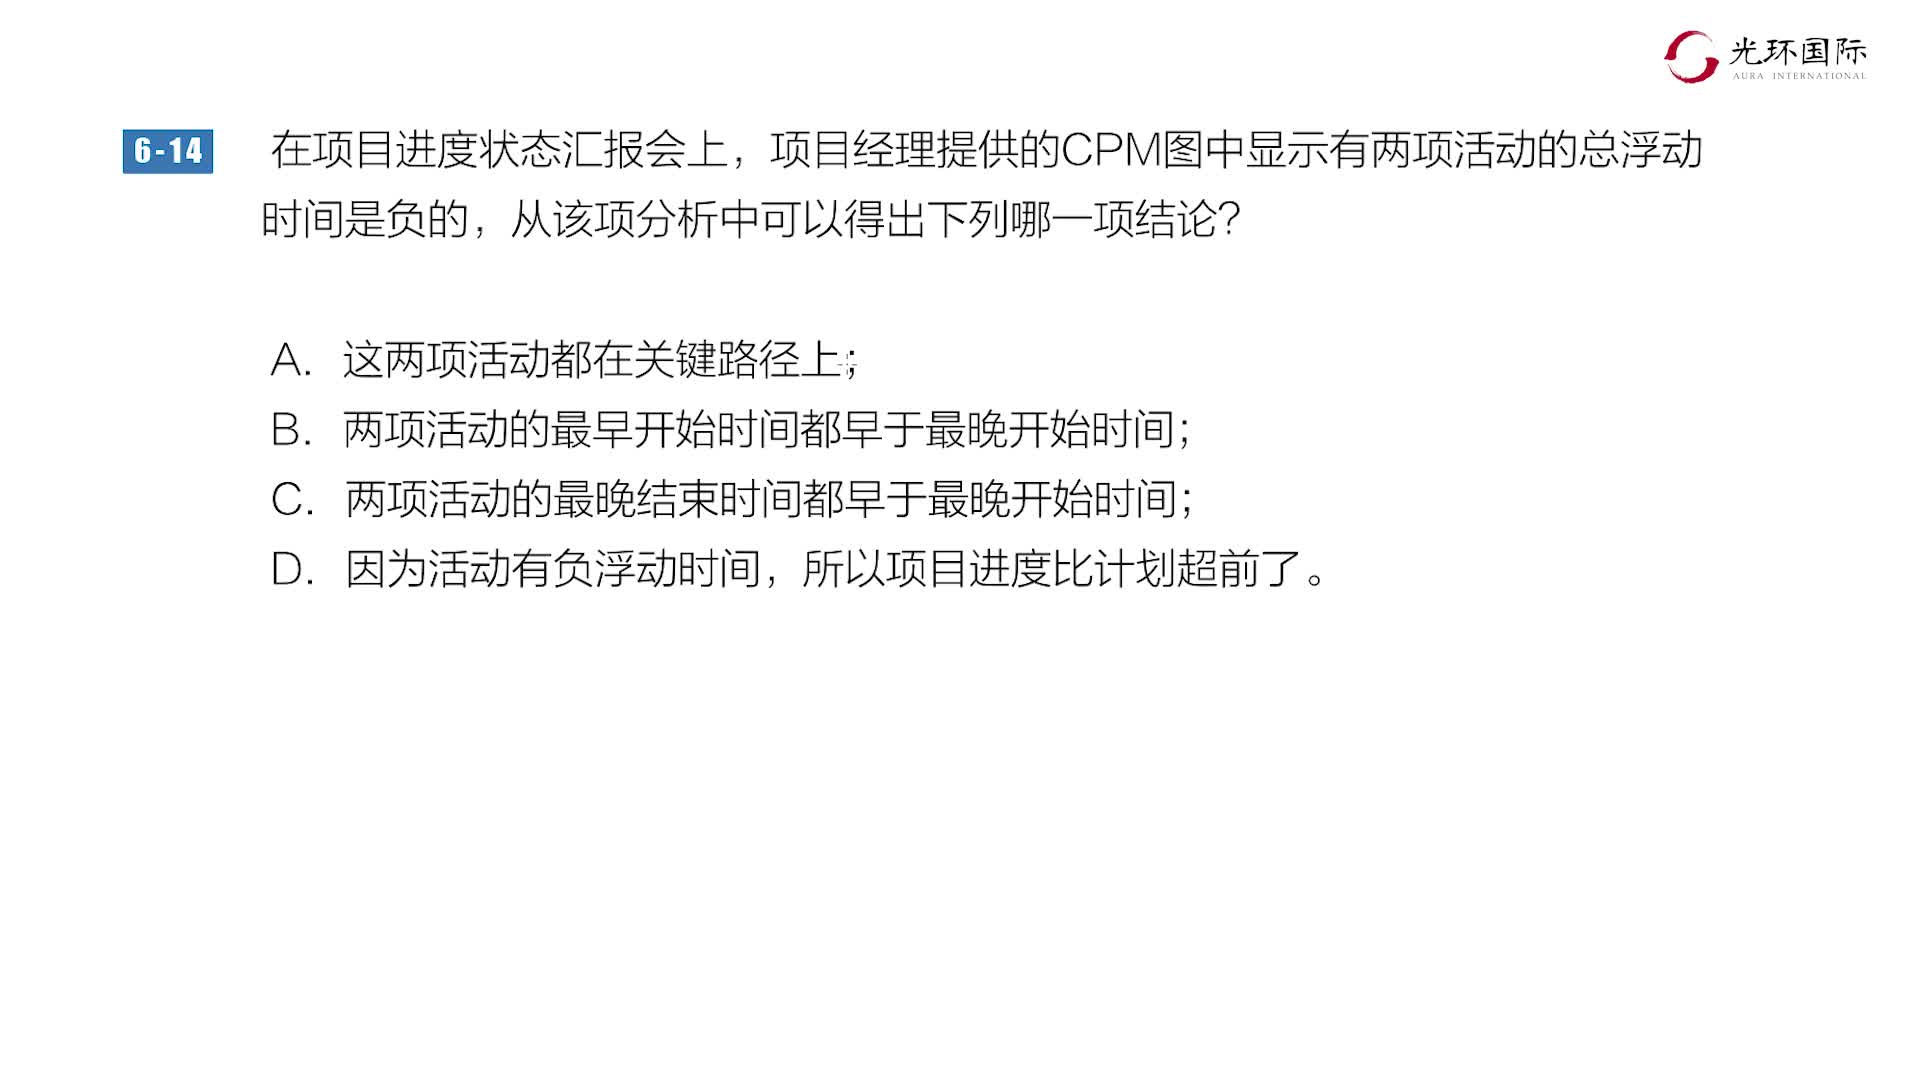 光环国际
AURA INTERNATIONAL
6-14
在项目进度状态汇报会上，项目经理提供的CPM图中显示有两项活动的总浮动
时间是负的，从该项分析中可以得出下列哪一项结论？
A. 这两项活动都在关键路径上；
B. 两项活动的最早开始时间都早于最晚开始时间；
C. 两项活动的最晚结束时间都早于最晚开始时间；
D. 因为活动有负浮动时间，所以项目进度比计划超前了。